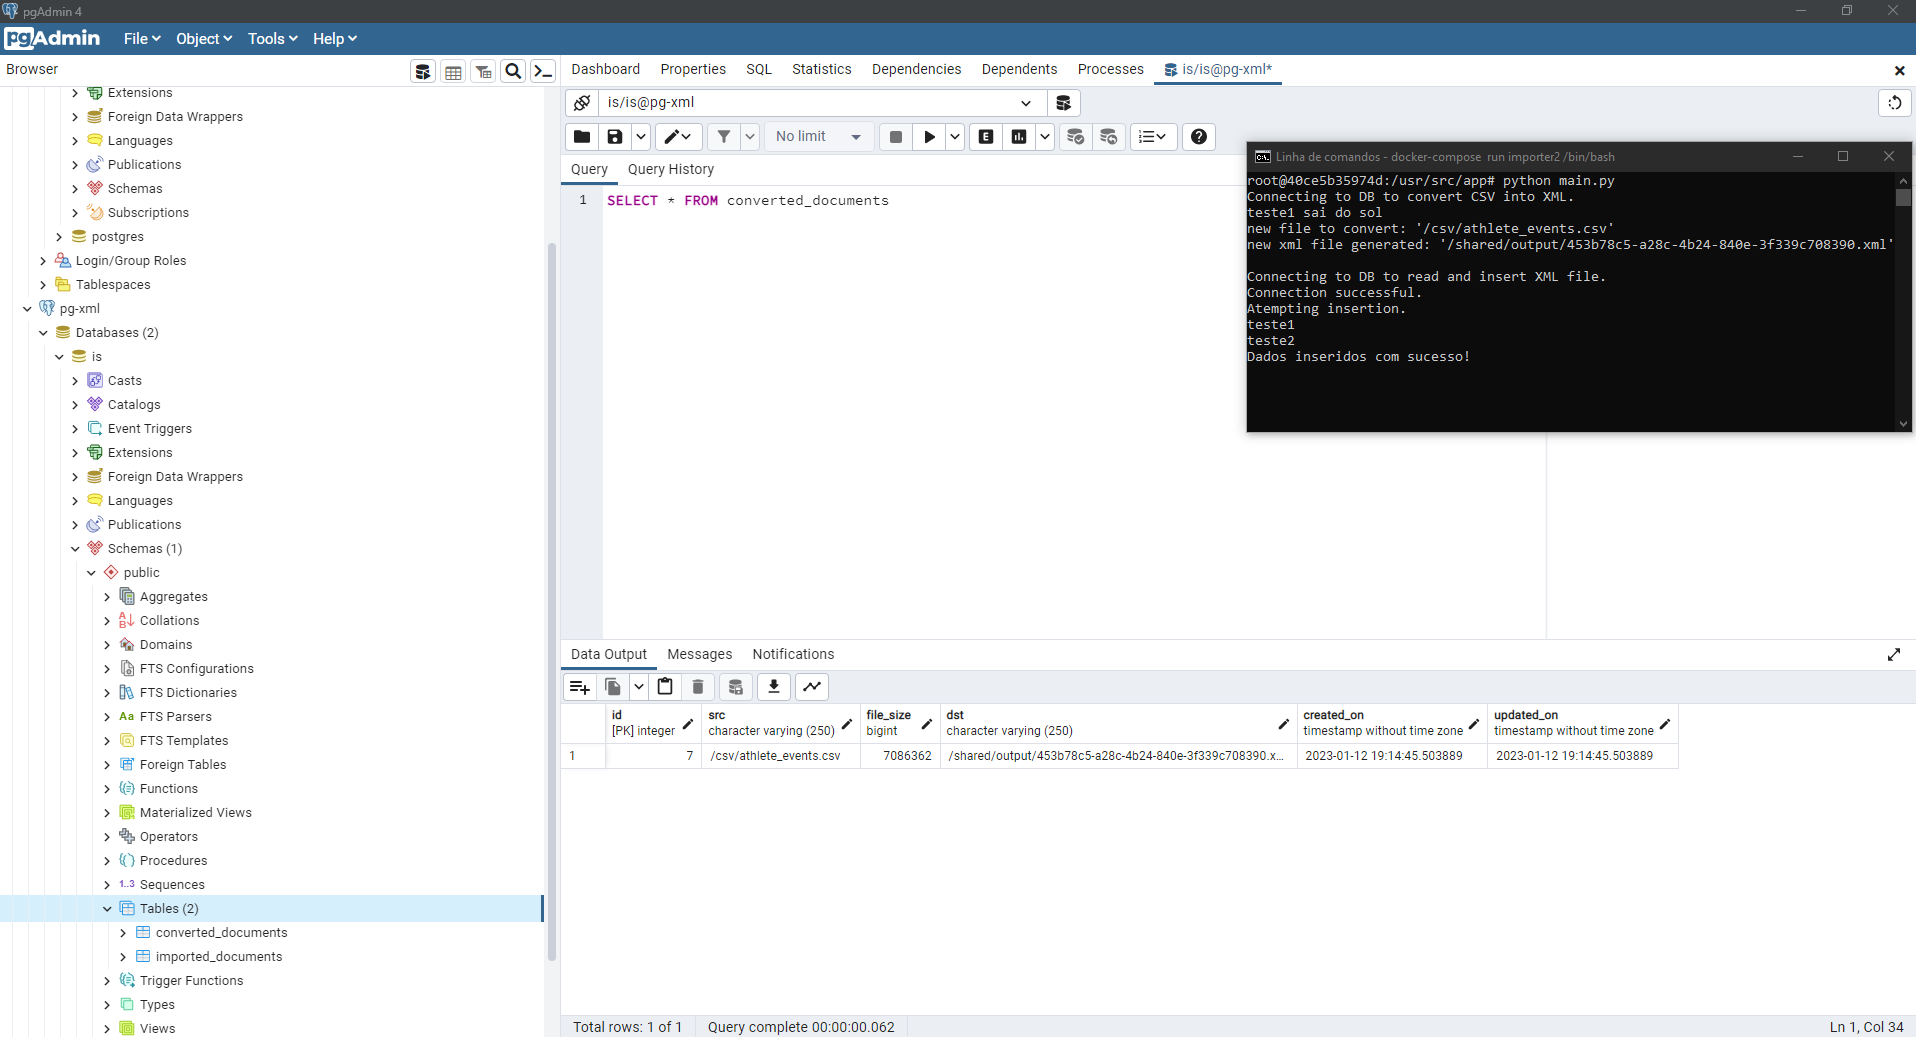 pgAdmin 4
pgAdmin
File
Object
Tools
Help
Browser
Extensions
Foreign Data Wrappers
Languages
Publications
Schemas
Subscriptions
postgres
Login/Group Roles
Tablespaces
pg-xml
Databases (2)
is
Casts
Catalogs
Event Triggers
Extensions
Foreign Data Wrappers
Languages
Publications
Schemas (1)
public
Aggregates
Collations
Domains
FTS Configurations
FTS Dictionaries
FTS Parsers
FTS Templates
Foreign Tables
Functions
Materialized Views
Operators
Procedures
1..3 Sequences
Tables (2)
converted_documents
imported_documents
Trigger Functions
Types
Views
Dashboard
Properties
SQL
Statistics
Dependencies
Dependents
Processes
is/is@pg-xml*
is/is@pg-xml
No limit
Query
Query History
1
SELECT * FROM converted_documents
Linha de comandos - docker-compose run importer2 /bin/bash
root@40ce5b35974d:/usr/src/app# python main.py
Connecting to DB to convert CSV into XML.
teste1 sai do sol
new file to convert: '/csv/athlete_events.csv'
new xml file generated: '/shared/output/453b78c5-a28c-4b24-840e-3f339c708390.xml'
Connecting to DB to read and insert XML file.
Connection successful.
Atempting insertion.
teste1
teste2
Dados inseridos com sucesso!
Data Output
Messages
Notifications
id
[PK] integer
src
character varying (250)
file_size
bigint
dst
character varying (250)
created_on
timestamp without time zone
updated_on
timestamp without time zone
1
7
/csv/athlete_events.csv
7086362
/shared/output/453b78c5-a28c-4b24-840e-3f339c708390.x...
2023-01-12 19:14:45.503889
2023-01-12 19:14:45.503889
Total rows: 1 of 1
Query complete 00:00:00.062
Ln 1, Col 34